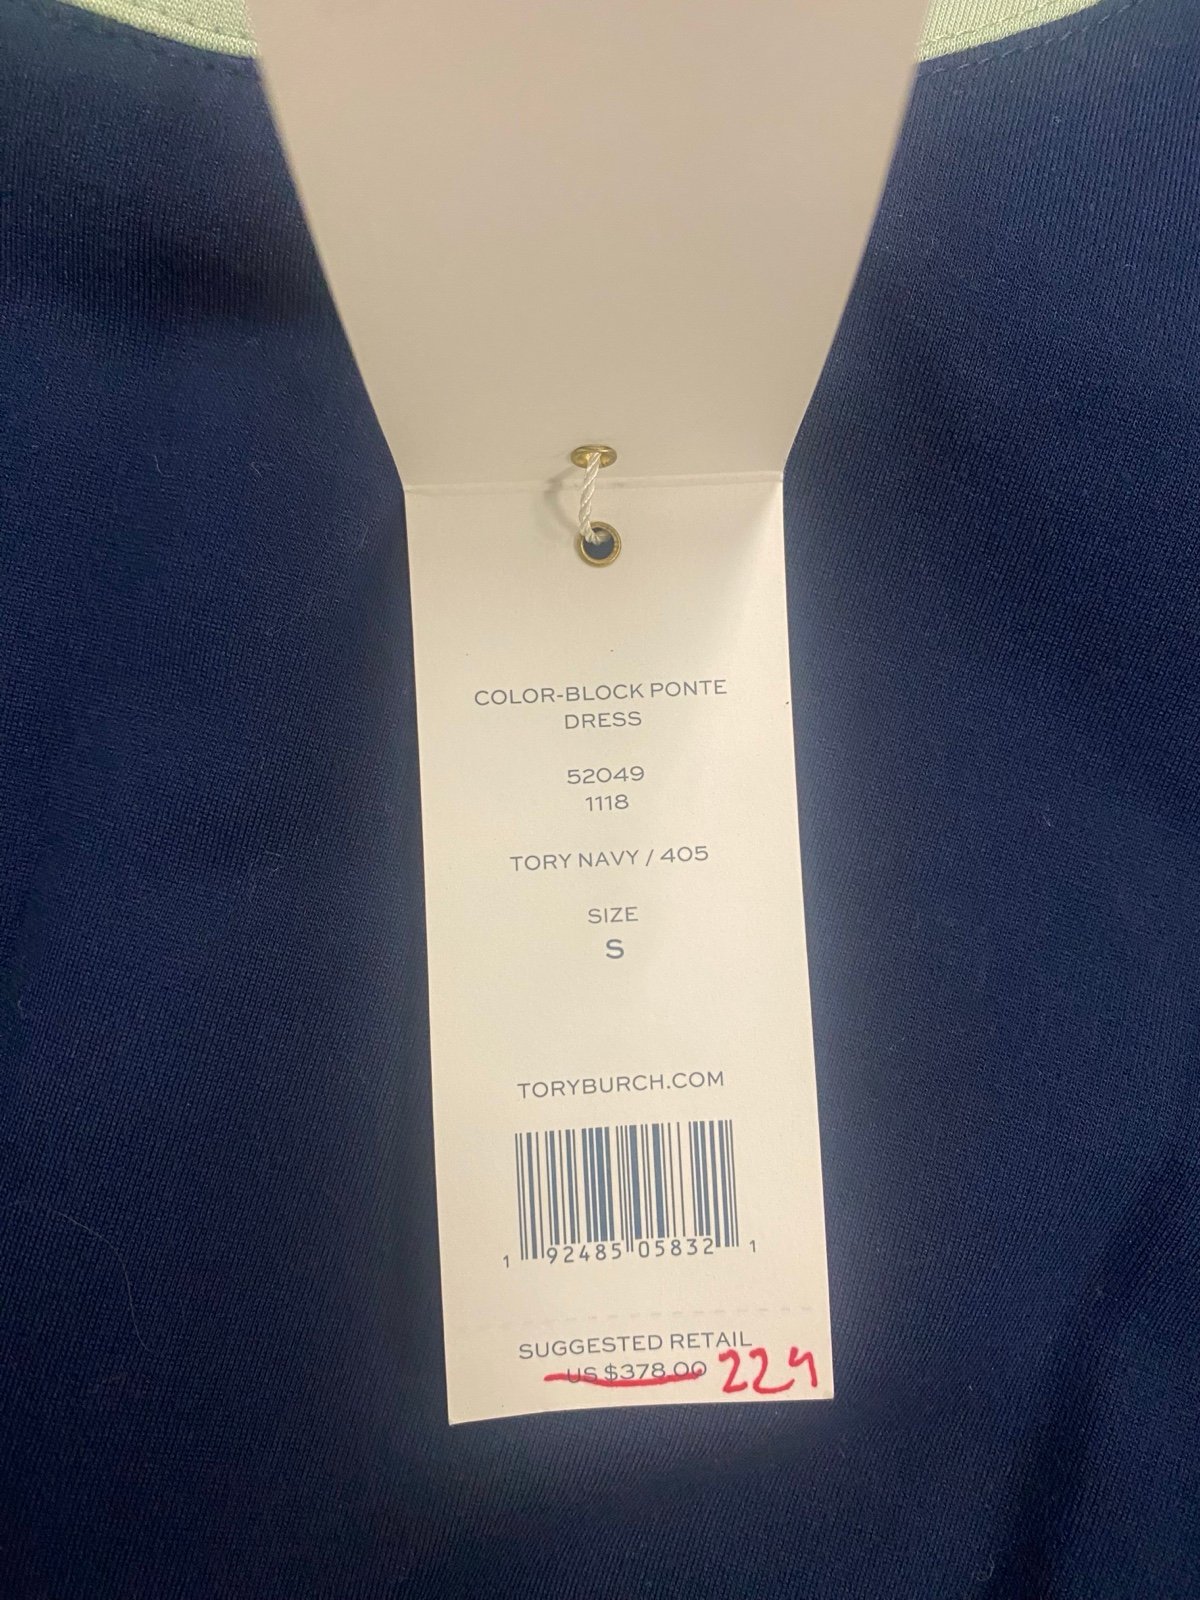 COLOR-BLOCK PONTE
DRESS
52049
1118
TORY NAVY / 405
SIZE
S
TORYBURCH.COM
1 92485 05832 1
SUGGESTED RETAIL
US $378.00 224